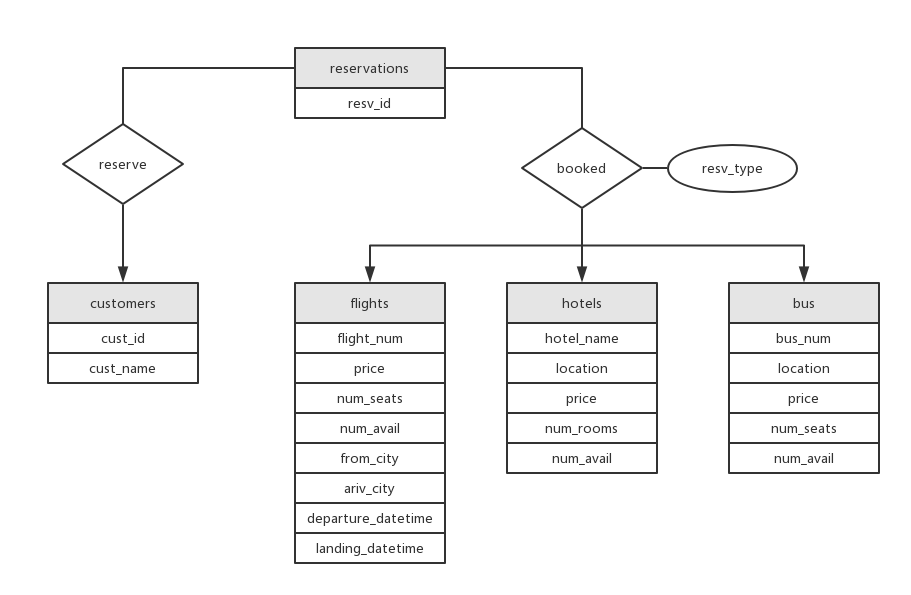 reservations
resv_id
reserve
booked
resv_type
customers
cust_id
cust_name
flights
flight_num
price
num_seats
num_avail
from_city
ariv_city
departure_datetime
landing_datetime
hotels
hotel_name
location
price
num_rooms
num_avail
bus
bus_num
location
price
num_seats
num_avail